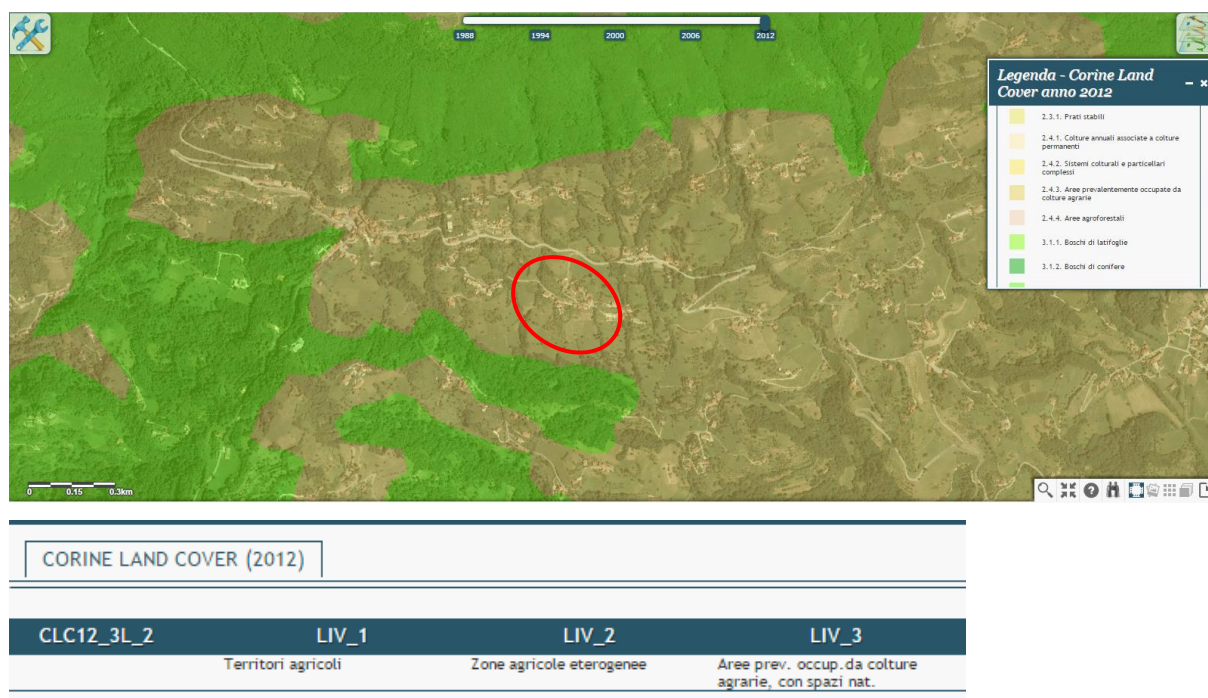 1988 1994 2000 2006 2012
Legenda - Corine Land
Cover anno 2012
2.3.1. Prati stabili
2.4.1. Colture annuali associate a colture
permanenti
2.4.2. Sistemi colturali e particellari
complessi
2.4.3. Aree prevalentemente occupate da
colture agrarie
2.4.4. Aree agroforestali
3.1.1. Boschi di latifoglie
3.1.2. Boschi di conifere
0 0.15 0.3km
CORINE LAND COVER (2012)
CLC12_3L_2 LIV_1 LIV_2 LIV_3
Territori agricoli Zone agricole eterogenee Aree prev. occup.da colture
agrarie, con spazi nat.